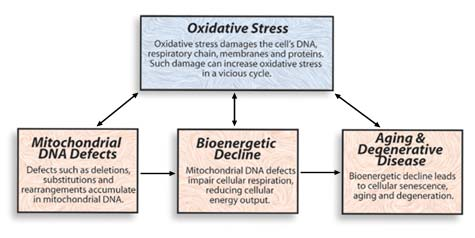 Oxidative Stress
Oxidative stress damages the cell's DNA,
respiratory chain, membranes and proteins.
Such damage can increase oxidative stress
in a vicious cycle.
Mitochondrial
DNA Defects
Defects such as deletions,
substitutions and
rearrangements accumulate
in mitochondrial DNA.
Bioenergetic
Decline
Mitochondrial DNA defects
impair cellular respiration,
reducing cellular
energy output.
Aging &
Degenerative
Disease
Bioenergetic decline leads
to cellular senescence,
aging and degeneration.